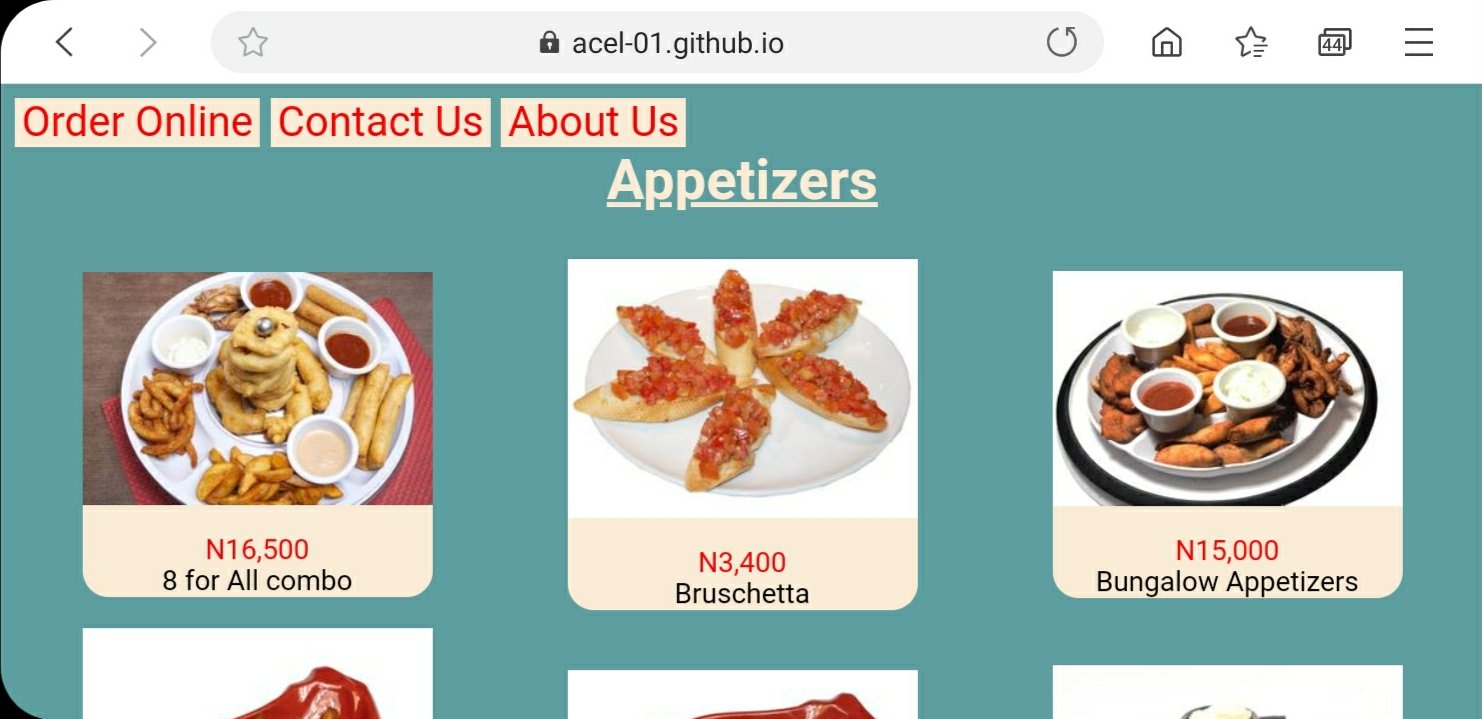 acel-01.github.io
44
Order Online Contact Us About Us
Appetizers
N16,500
8 for All combo
N3,400
Bruschetta
N15,000
Bungalow Appetizers